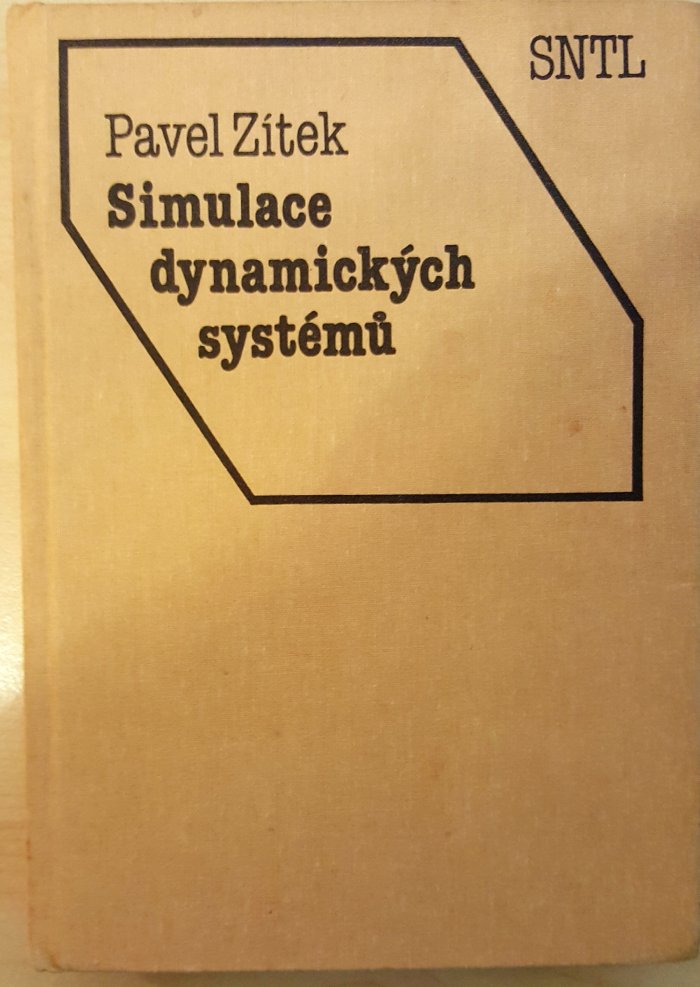 SNTL
Pavel Zítek
Simulace
dynamických
systémů